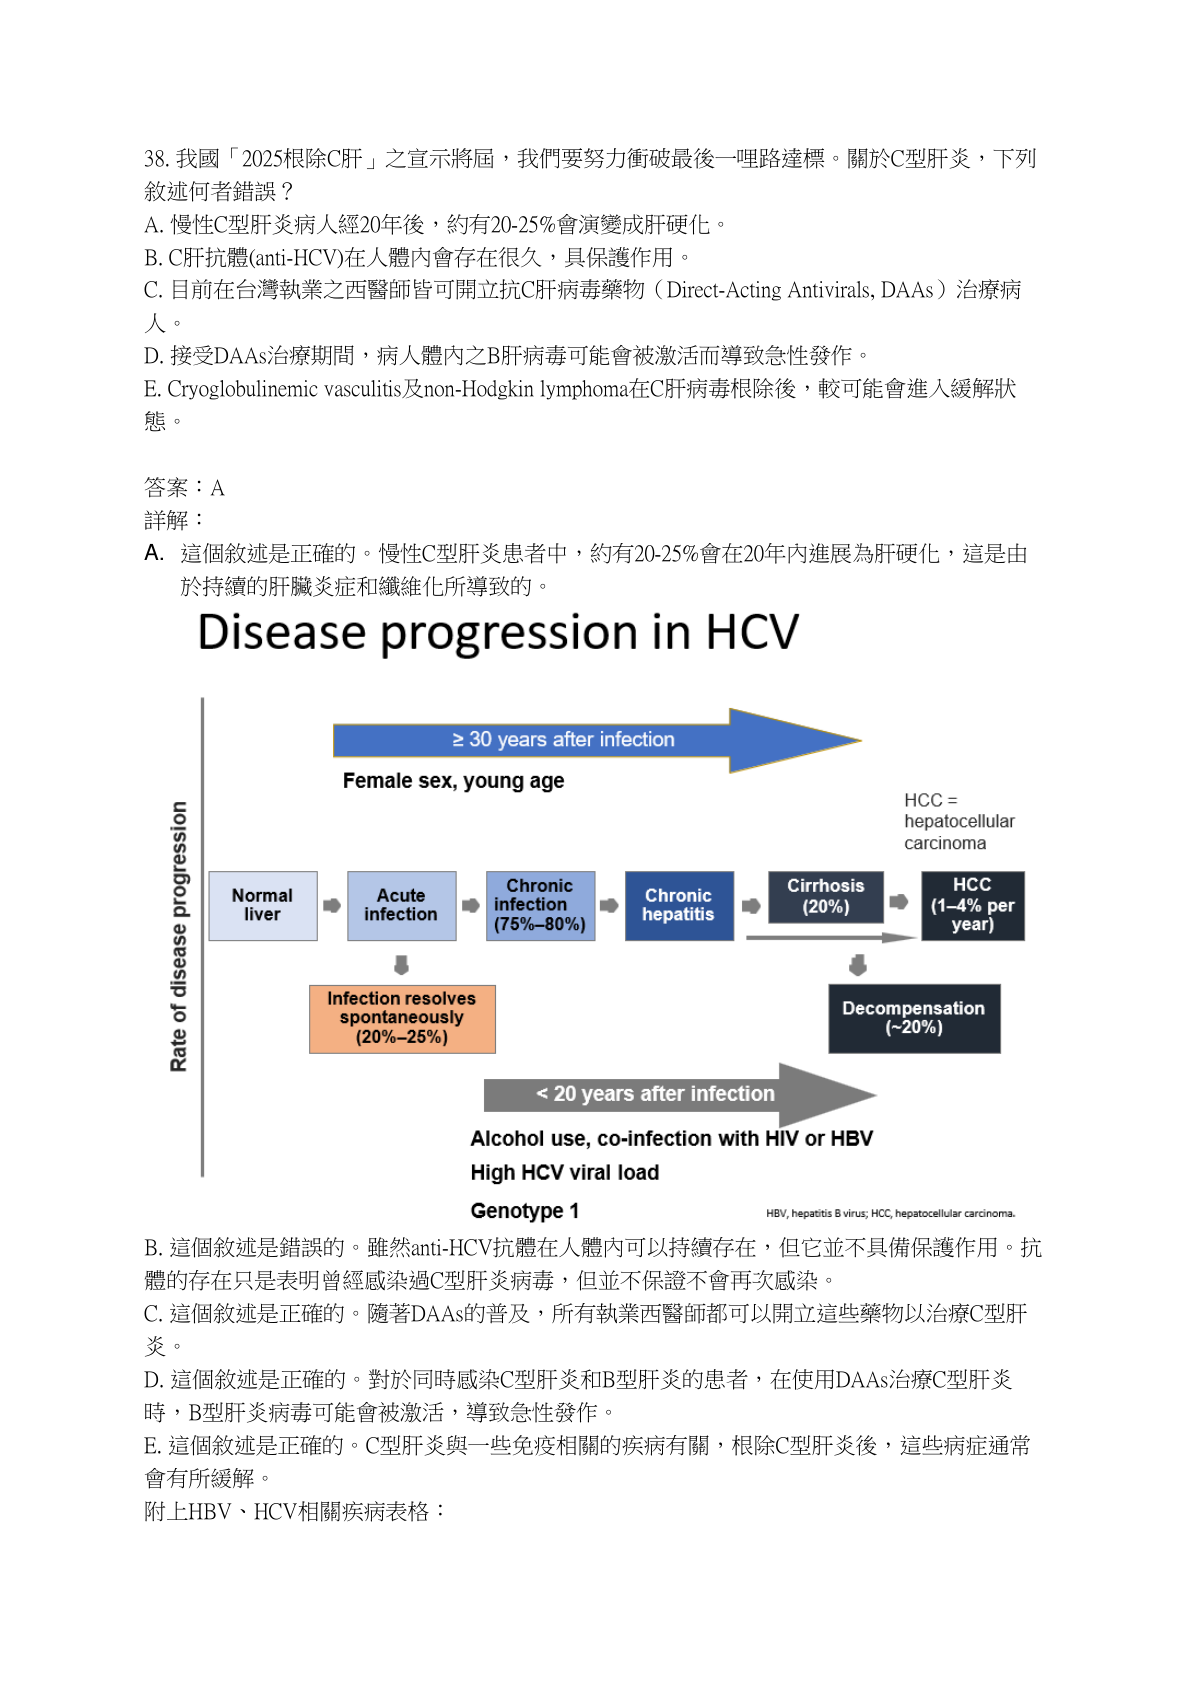 38. 我國「2025根除C肝」之宣示將屆，我們要努力衝破最後一哩路達標。關於C型肝炎，下列
敘述何者錯誤？
A. 慢性C型肝炎病人經20年後，約有20-25%會演變成肝硬化。
B. C肝抗體(anti-HCV)在人體內會存在很久，具保護作用。
C. 目前在台灣執業之西醫師皆可開立抗C肝病毒藥物（Direct-Acting Antivirals, DAAs）治療病
人。
D. 接受DAAs治療期間，病人體內之B肝病毒可能會被激活而導致急性發作。
E. Cryoglobulinemic vasculitis及non-Hodgkin lymphoma在C肝病毒根除後，較可能會進入緩解狀
態。
答案：A
詳解：
A. 這個敘述是正確的。慢性C型肝炎患者中，約有20-25%會在20年內進展為肝硬化，這是由
於持續的肝臟炎症和纖維化所導致的。
Disease progression in HCV
≥ 30 years after infection
Female sex, young age
HCC =
hepatocellular
carcinoma
Rate of disease progression
Normal
liver
Acute
infection
Chronic
infection
(75%–80%)
Chronic
hepatitis
Cirrhosis
(20%)
HCC
(1–4% per
year)
Infection resolves
spontaneously
(20%–25%)
Decompensation
(~20%)
< 20 years after infection
Alcohol use, co-infection with HIV or HBV
High HCV viral load
Genotype 1
HBV, hepatitis B virus; HCC, hepatocellular carcinoma.
B. 這個敘述是錯誤的。雖然anti-HCV抗體在人體內可以持續存在，但它並不具備保護作用。抗
體的存在只是表明曾經感染過C型肝炎病毒，但並不保證不會再次感染。
C. 這個敘述是正確的。隨著DAAs的普及，所有執業西醫師都可以開立這些藥物以治療C型肝
炎。
D. 這個敘述是正確的。對於同時感染C型肝炎和B型肝炎的患者，在使用DAAs治療C型肝炎
時，B型肝炎病毒可能會被激活，導致急性發作。
E. 這個敘述是正確的。C型肝炎與一些免疫相關的疾病有關，根除C型肝炎後，這些病症通常
會有所緩解。
附上HBV、HCV相關疾病表格：